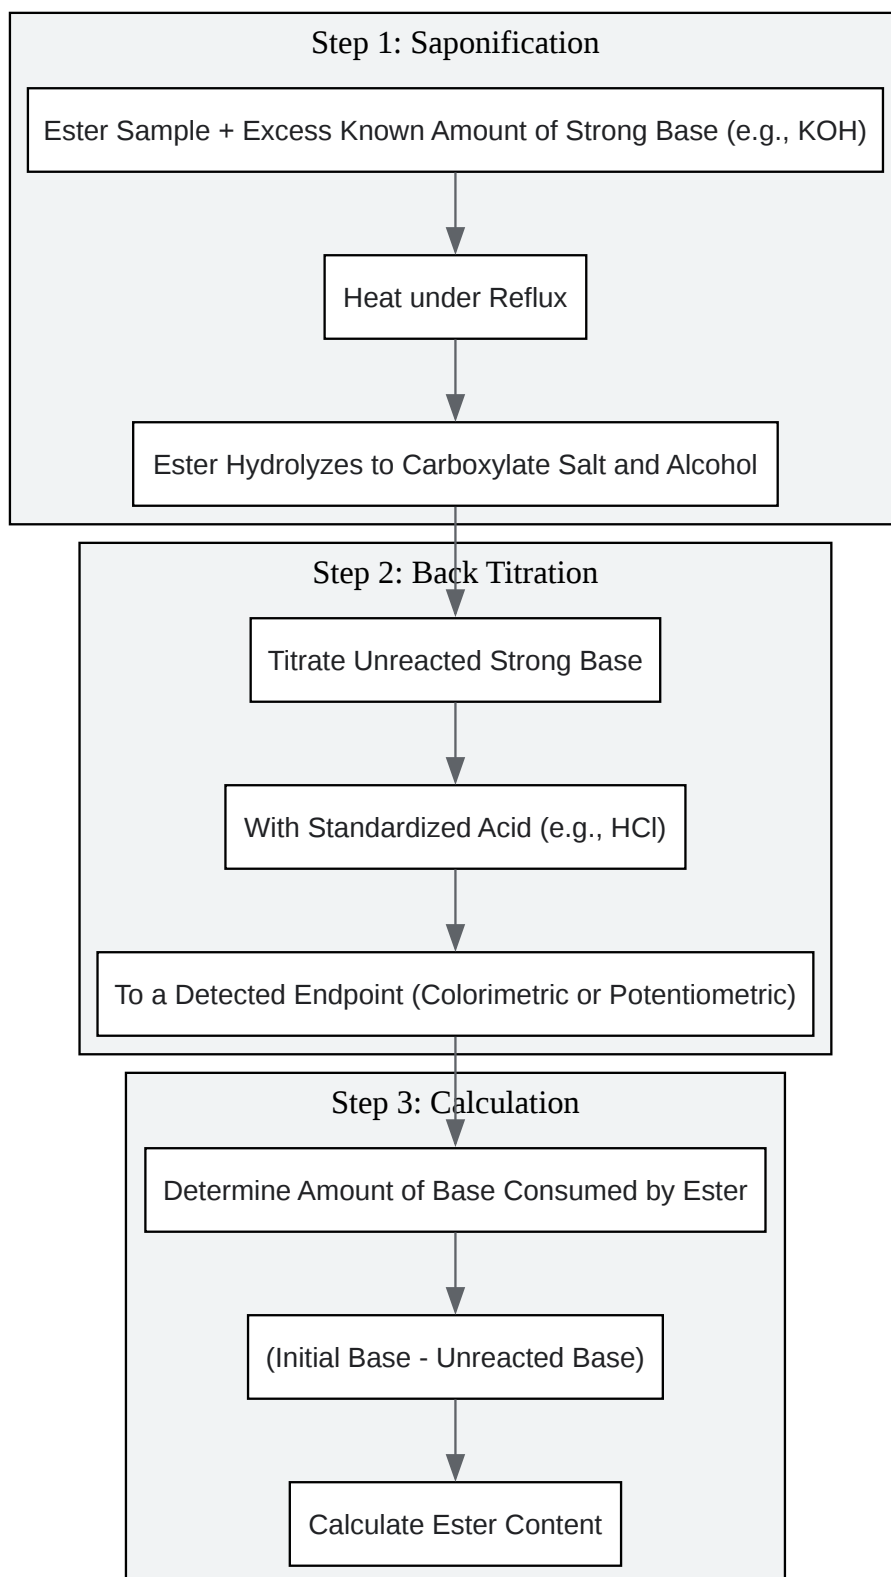 Step 1: Saponification
Ester Sample + Excess Known Amount of Strong Base (e.g., KOH)
Heat under Reflux
Ester Hydrolyzes to Carboxylate Salt and Alcohol
Step 2: Back Titration
Titrate Unreacted Strong Base
With Standardized Acid (e.g., HCl)
To a Detected Endpoint (Colorimetric or Potentiometric)
Step 3: Calculation
Determine Amount of Base Consumed by Ester
(Initial Base - Unreacted Base)
Calculate Ester Content